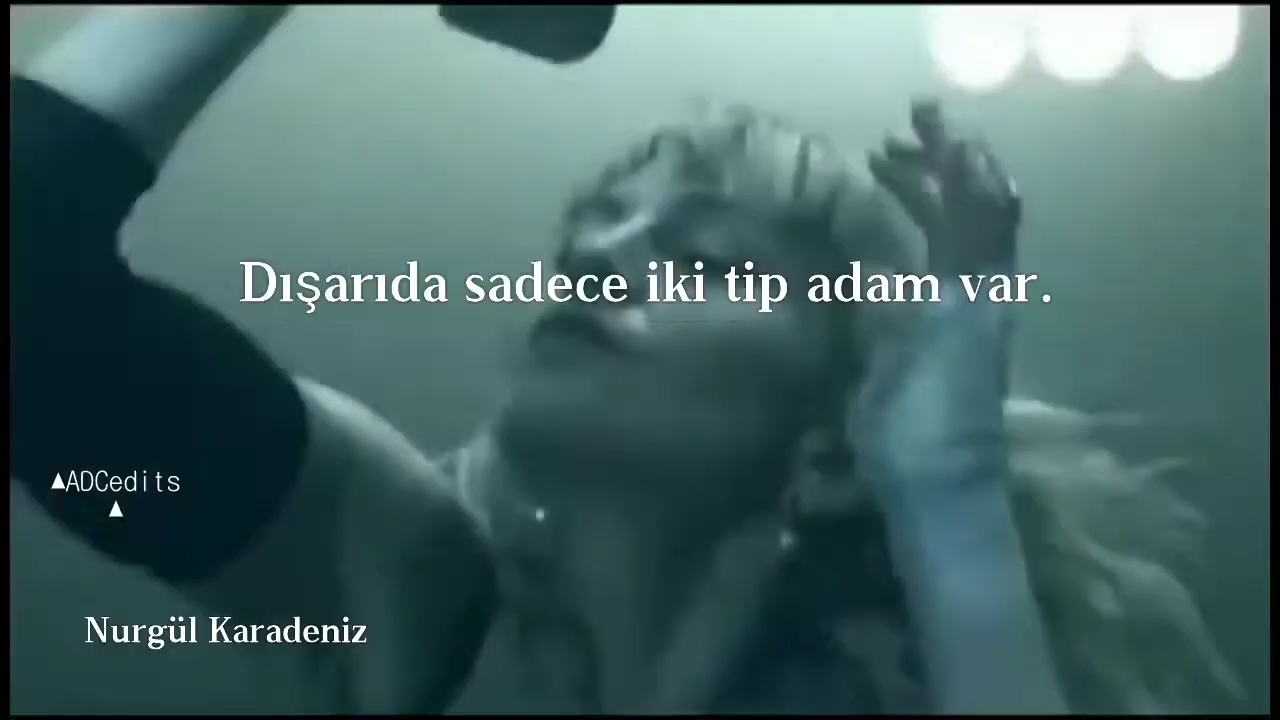 Dışarıda sadece iki tip adam var.
▲ADCedits
▲
Nurgül Karadeniz